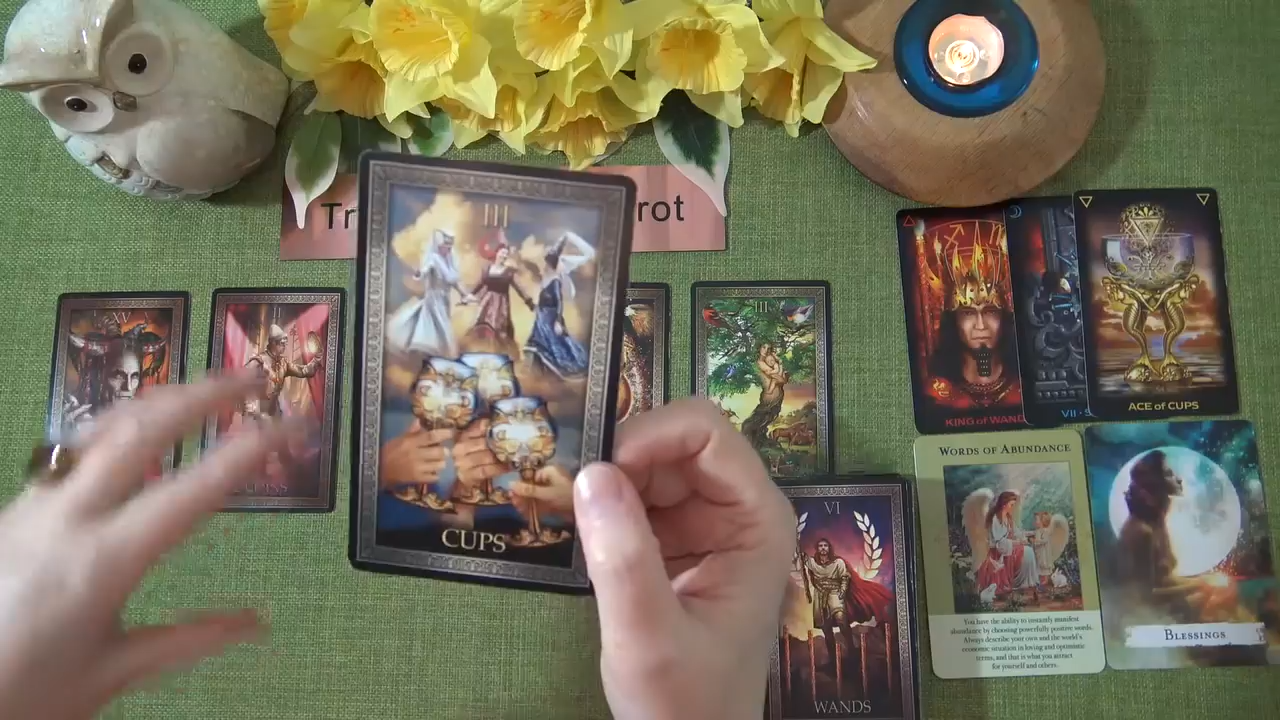 Tr
rot
XV
II
III
CUPS
III
KING of WAND
VII
ACE of CUPS
VI
WANDS
WORDS OF ABUNDANCE
You have the ability to instantly manifest
abundance by choosing powerfully positive words.
Always describe your own and the world's
economic situation in loving and optimistic
terms, and that is what you attract
for yourself and others.
BLESSINGS